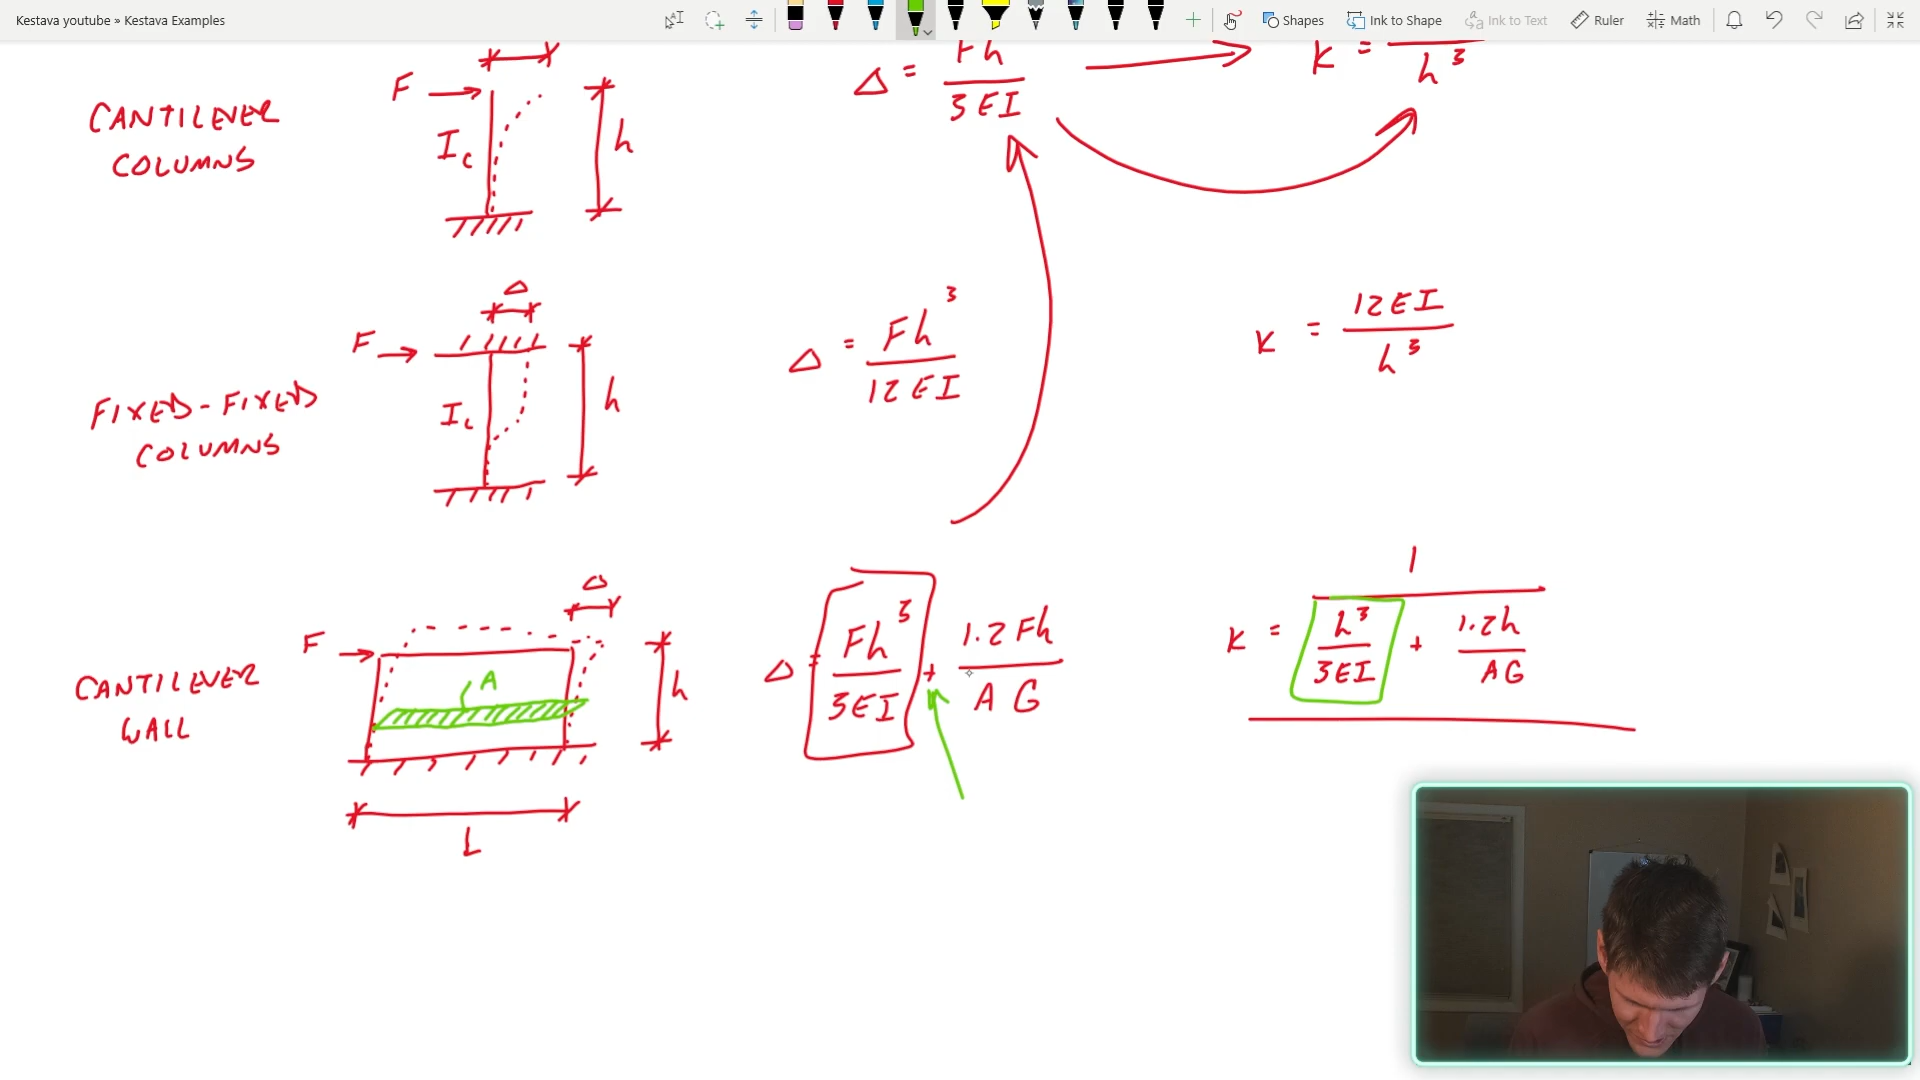 Kestava youtube » Kestava Examples
Shapes
Ink to Shape
Ink to Text
Ruler
Math
CANTILEVER
COLUMNS
F
Ic
h
Δ = Fh
3EI
K =
h³
FIXED-FIXED
COLUMNS
Δ
F
Ic
h
Δ = Fh³
12EI
K = 12EI
h³
CANTILEVER
WALL
Δ
F
A
h
L
Δ = Fh³ + 1.2Fh
3EI AG
K = 1
h³ + 1.2h
3EI AG